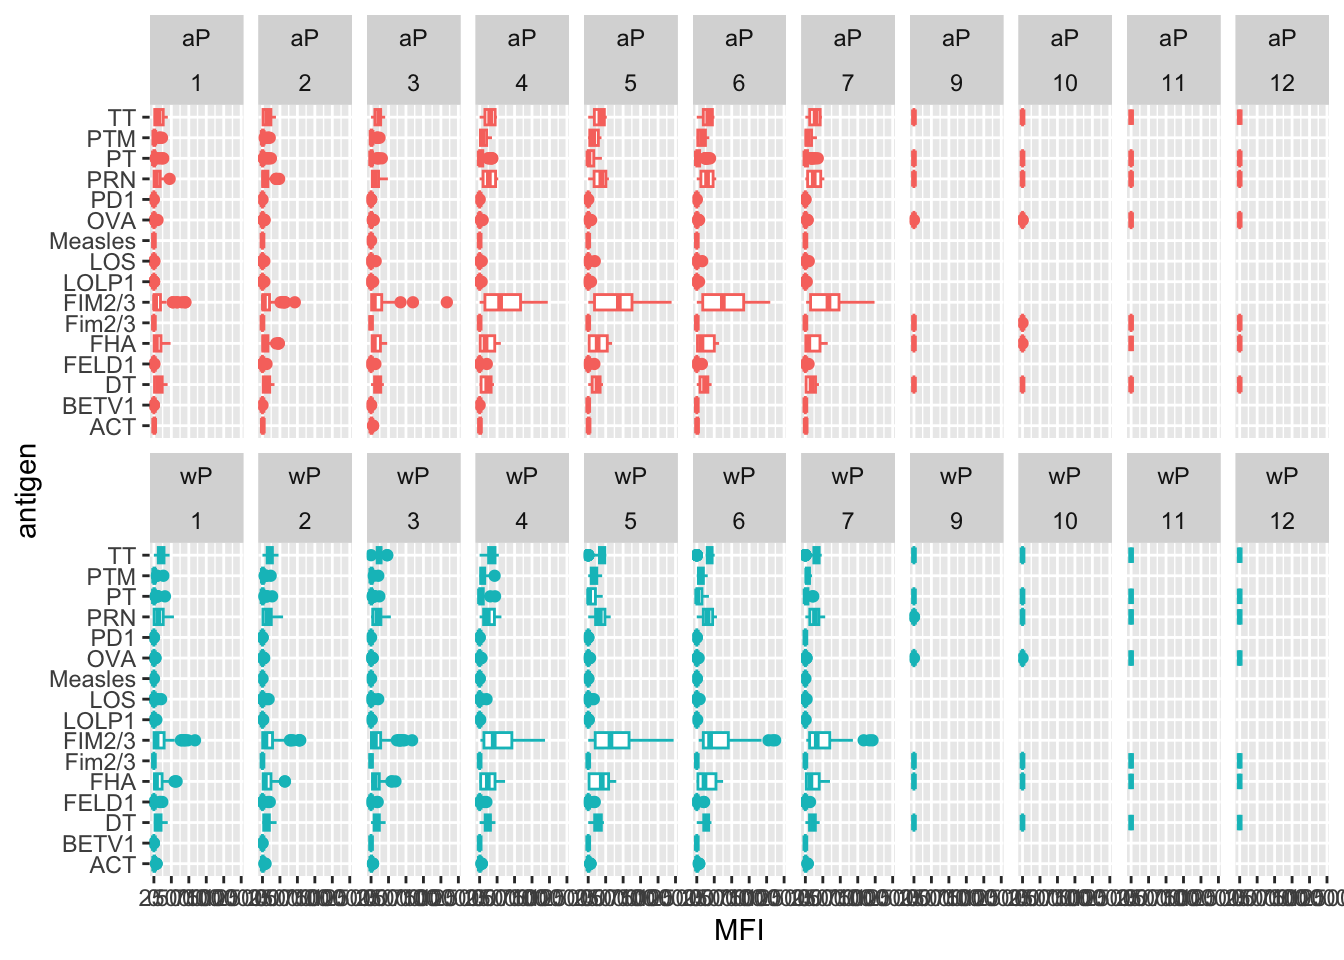 aP aP aP aP aP aP aP aP aP aP aP
1 2 3 4 5 6 7 9 10 11 12
TT
PTM
PT
PRN
PD1
OVA
Measles
LOS
LOLP1
FIM2/3
Fim2/3
FHA
FELD1
DT
BETV1
ACT
antigen
wP wP wP wP wP wP wP wP wP wP wP
1 2 3 4 5 6 7 9 10 11 12
TT
PTM
PT
PRN
PD1
OVA
Measles
LOS
LOLP1
FIM2/3
Fim2/3
FHA
FELD1
DT
BETV1
ACT
MFI